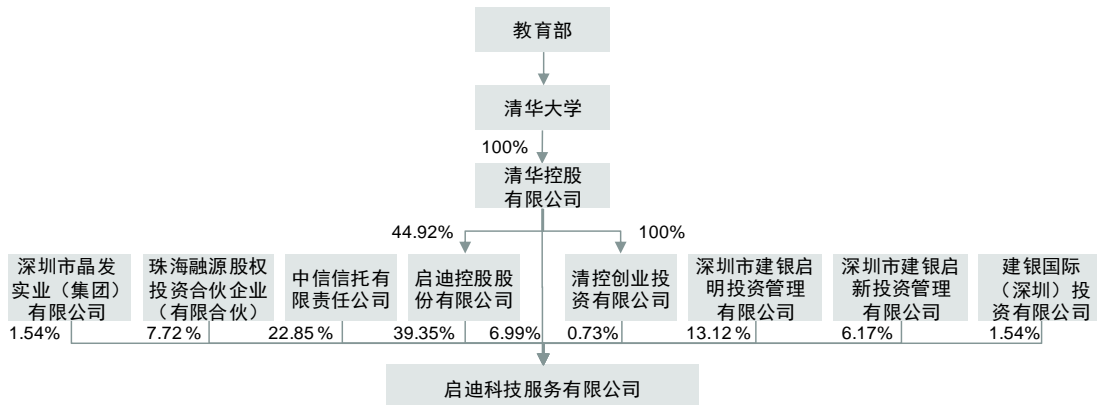 教育部
清华大学
100%
清华控股
有限公司
44.92%
100%
深圳市晶发
实业（集团）
有限公司
珠海融源股权
投资合伙企业
（有限合伙）
中信信托有
限责任公司
启迪控股股
份有限公司
清控创业投
资有限公司
深圳市建银启
明投资管理
有限公司
深圳市建银启
新投资管理
有限公司
建银国际
（深圳）投
资有限公司
1.54%
7.72 %
22.85 %
39.35%
6.99%
0.73%
13.12 %
6.17%
1.54%
启迪科技服务有限公司